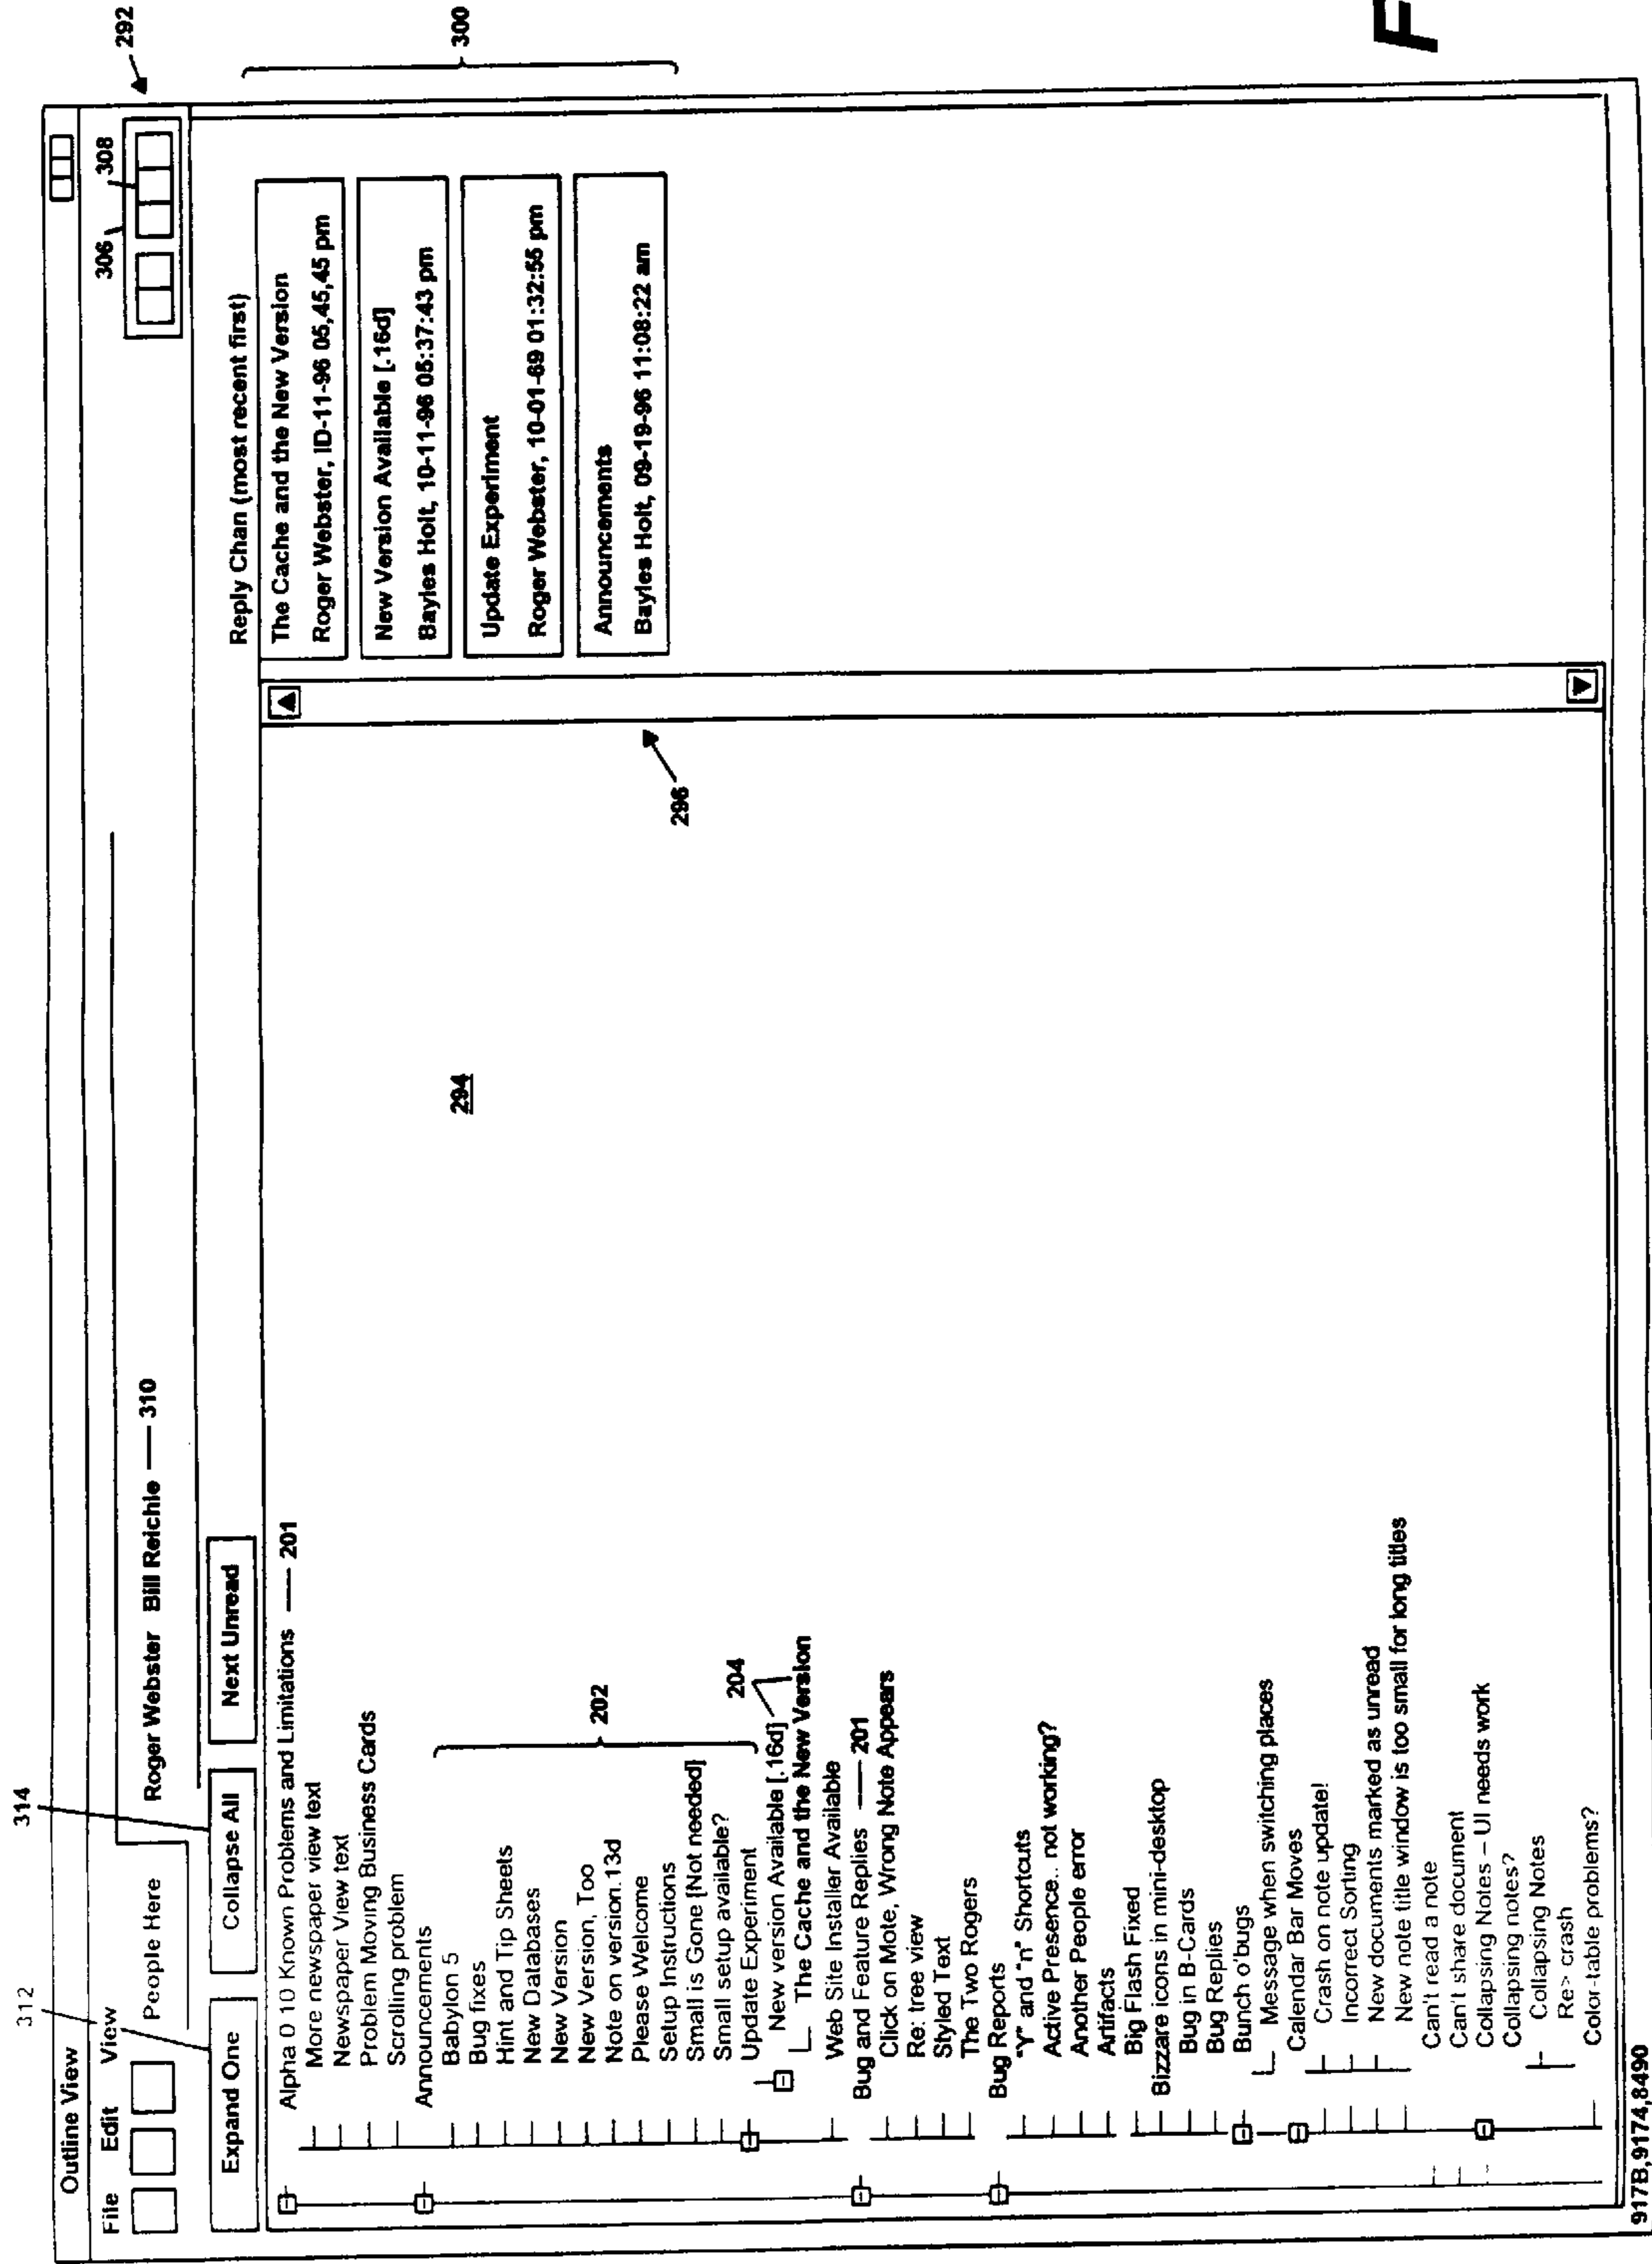 312
314
Outline View
292
File Edit View
306
308
People Here
Roger Webster Bill Reichie — 310
Expand One
Collapse All
Next Unread
Alpha 0 10 Known Problems and Limitations — 201
More newspaper view text
Newspaper View text
Problem Moving Business Cards
Scrolling problem
Announcements
Babylon 5
Bug fixes
Hint and Tip Sheets
New Databases
New Version
New Version, Too
Note on version.13d
Please Welcome
Setup Instructions
Small is Gone [Not needed]
Small setup available?
Update Experiment
202
New version Available [.16d]
204
The Cache and the New Version
Web Site Installer Available
Bug and Feature Replies — 201
Click on Mote, Wrong Note Appears
Re: tree view
Styled Text
The Two Rogers
Bug Reports
"Y" and "n" Shortcuts
Active Presence.. not working?
Another People error
Artifacts
Big Flash Fixed
Bizzare icons in mini-desktop
Bug in B-Cards
Bug Replies
Bunch o'bugs
Message when switching places
Calendar Bar Moves
Crash on note update!
Incorrect Sorting
New documents marked as unread
New note title window is too small for long titles
Can't read a note
Can't share document
Collapsing Notes – UI needs work
Collapsing notes?
Collapsing Notes
Re> crash
Color-table problems?
294
296
Reply Chan (most recent first)
The Cache and the New Version
Roger Webster, ID-11-96 05,45,45 pm
New Version Available [.16d]
Bayles Holt, 10-11-96 05:37:43 pm
Update Experiment
Roger Webster, 10-01-69 01:32:55 pm
Announcements
Bayles Holt, 09-19-96 11:08:22 am
300
917B,9174,8490
F